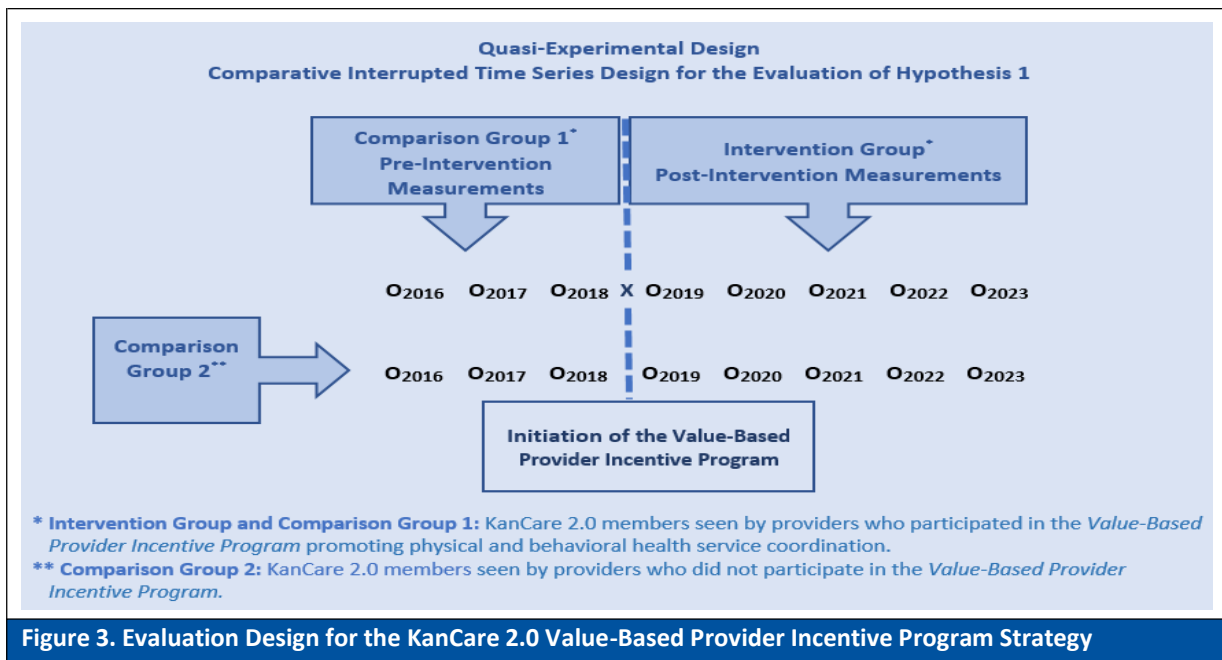 Quasi-Experimental Design
Comparative Interrupted Time Series Design for the Evaluation of Hypothesis 1
Comparison Group 1*
Pre-Intervention
Measurements
Intervention Group*
Post-Intervention Measurements
O2016 O2017 O2018 X O2019 O2020 O2021 O2022 O2023
Comparison
Group 2**
O2016 O2017 O2018 O2019 O2020 O2021 O2022 O2023
Initiation of the Value-Based
Provider Incentive Program
* Intervention Group and Comparison Group 1: KanCare 2.0 members seen by providers who participated in the Value-Based
Provider Incentive Program promoting physical and behavioral health service coordination.
** Comparison Group 2: KanCare 2.0 members seen by providers who did not participate in the Value-Based Provider
Incentive Program.
Figure 3. Evaluation Design for the KanCare 2.0 Value-Based Provider Incentive Program Strategy